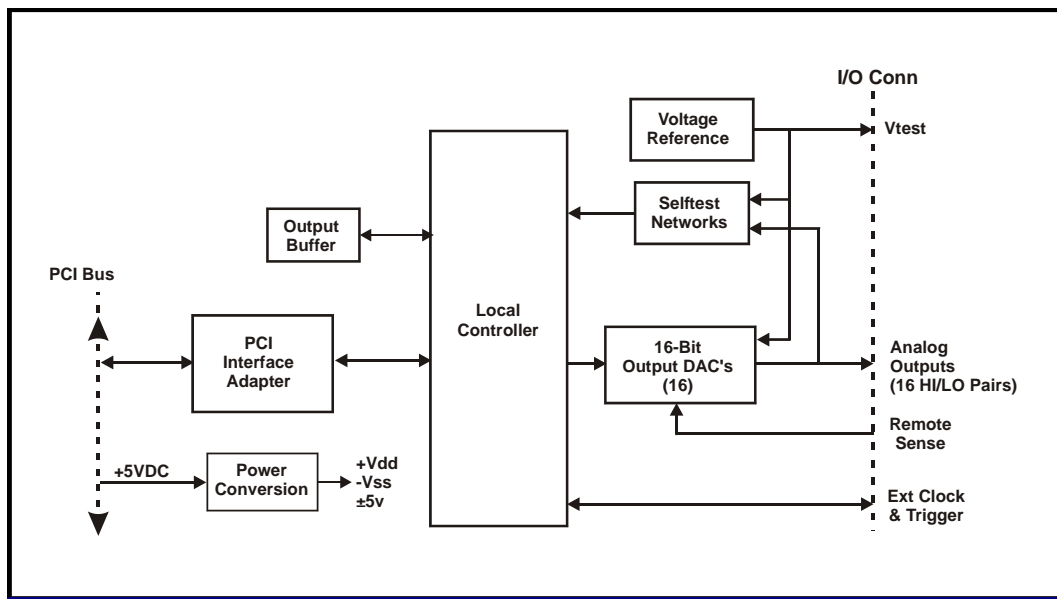 I/O Conn
Voltage
Reference
Vtest
Selftest
Networks
Output
Buffer
PCI Bus
Local
Controller
PCI
Interface
Adapter
16-Bit
Output DAC's
(16)
Analog
Outputs
(16 HI/LO Pairs)
Remote
Sense
+5VDC
Power
Conversion
+Vdd
-Vss
±5v
Ext Clock
& Trigger